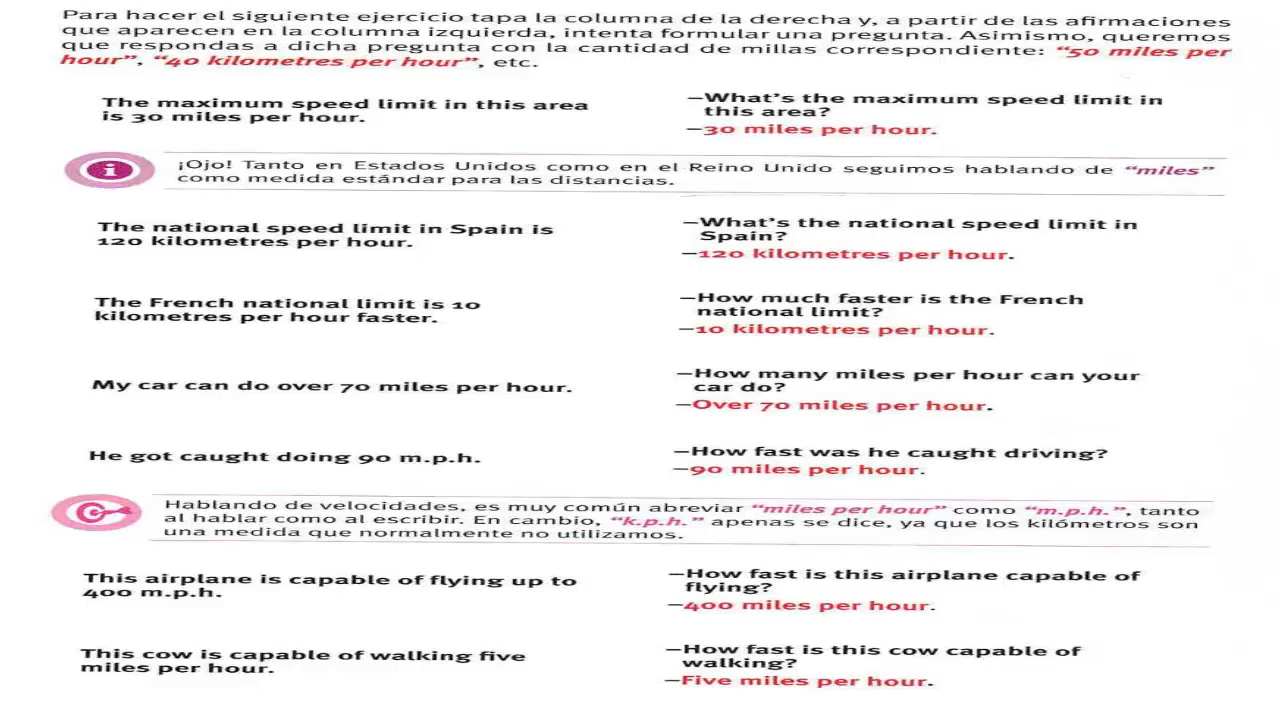 Para hacer el siguiente ejercicio tapa la columna de la derecha y, a partir de las afirmaciones
que aparecen en la columna izquierda, intenta formular una pregunta. Asimismo, queremos
que respondas a dicha pregunta con la cantidad de millas correspondiente: “50 miles per
hour”, “40 kilometres per hour”, etc.
The maximum speed limit in this area
is 30 miles per hour.
—What’s the maximum speed limit in
this area?
—30 miles per hour.
i
¡Ojo! Tanto en Estados Unidos como en el Reino Unido seguimos hablando de “miles”
como medida estándar para las distancias.
The national speed limit in Spain is
120 kilometres per hour.
—What’s the national speed limit in
Spain?
—120 kilometres per hour.
The French national limit is 10
kilometres per hour faster.
—How much faster is the French
national limit?
—10 kilometres per hour.
My car can do over 70 miles per hour.
—How many miles per hour can your
car do?
—Over 70 miles per hour.
He got caught doing 90 m.p.h.
—How fast was he caught driving?
—90 miles per hour.
Hablando de velocidades, es muy común abreviar “miles per hour” como “m.p.h.”, tanto
al hablar como al escribir. En cambio, “k.p.h.” apenas se dice, ya que los kilómetros son
una medida que normalmente no utilizamos.
This airplane is capable of flying up to
400 m.p.h.
—How fast is this airplane capable of
flying?
—400 miles per hour.
This cow is capable of walking five
miles per hour.
—How fast is this cow capable of
walking?
—Five miles per hour.